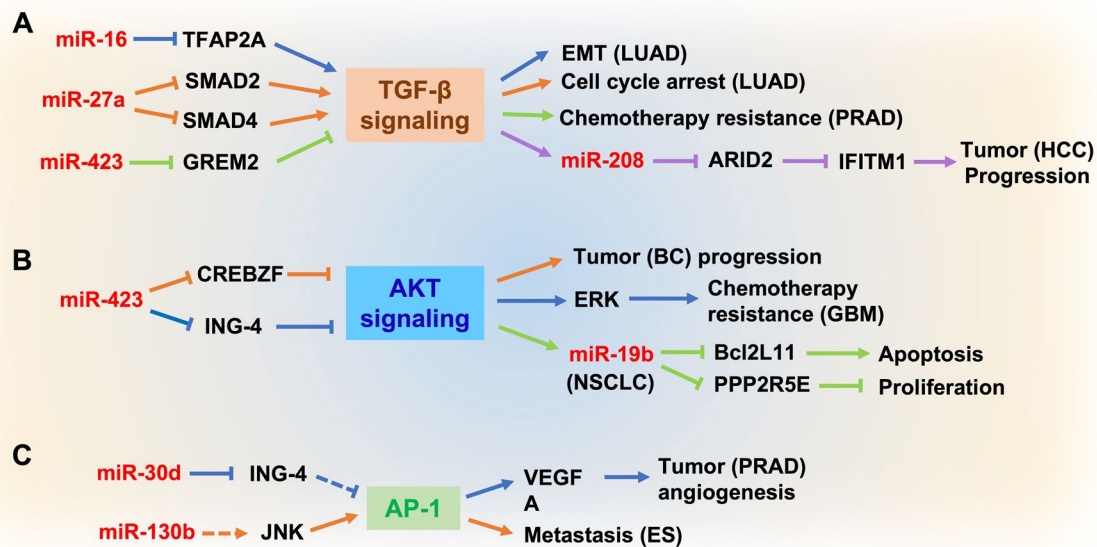 A
miR-16
TFAP2A
miR-27a
SMAD2
SMAD4
miR-423
GREM2
TGF-β
signaling
EMT (LUAD)
Cell cycle arrest (LUAD)
Chemotherapy resistance (PRAD)
miR-208
ARID2
IFITM1
Tumor (HCC)
Progression
B
miR-423
CREBZF
ING-4
AKT
signaling
Tumor (BC) progression
ERK
Chemotherapy
resistance (GBM)
miR-19b
(NSCLC)
Bcl2L11
Apoptosis
PPP2R5E
Proliferation
C
miR-30d
ING-4
miR-130b
JNK
AP-1
VEGF
A
Tumor (PRAD)
angiogenesis
Metastasis (ES)